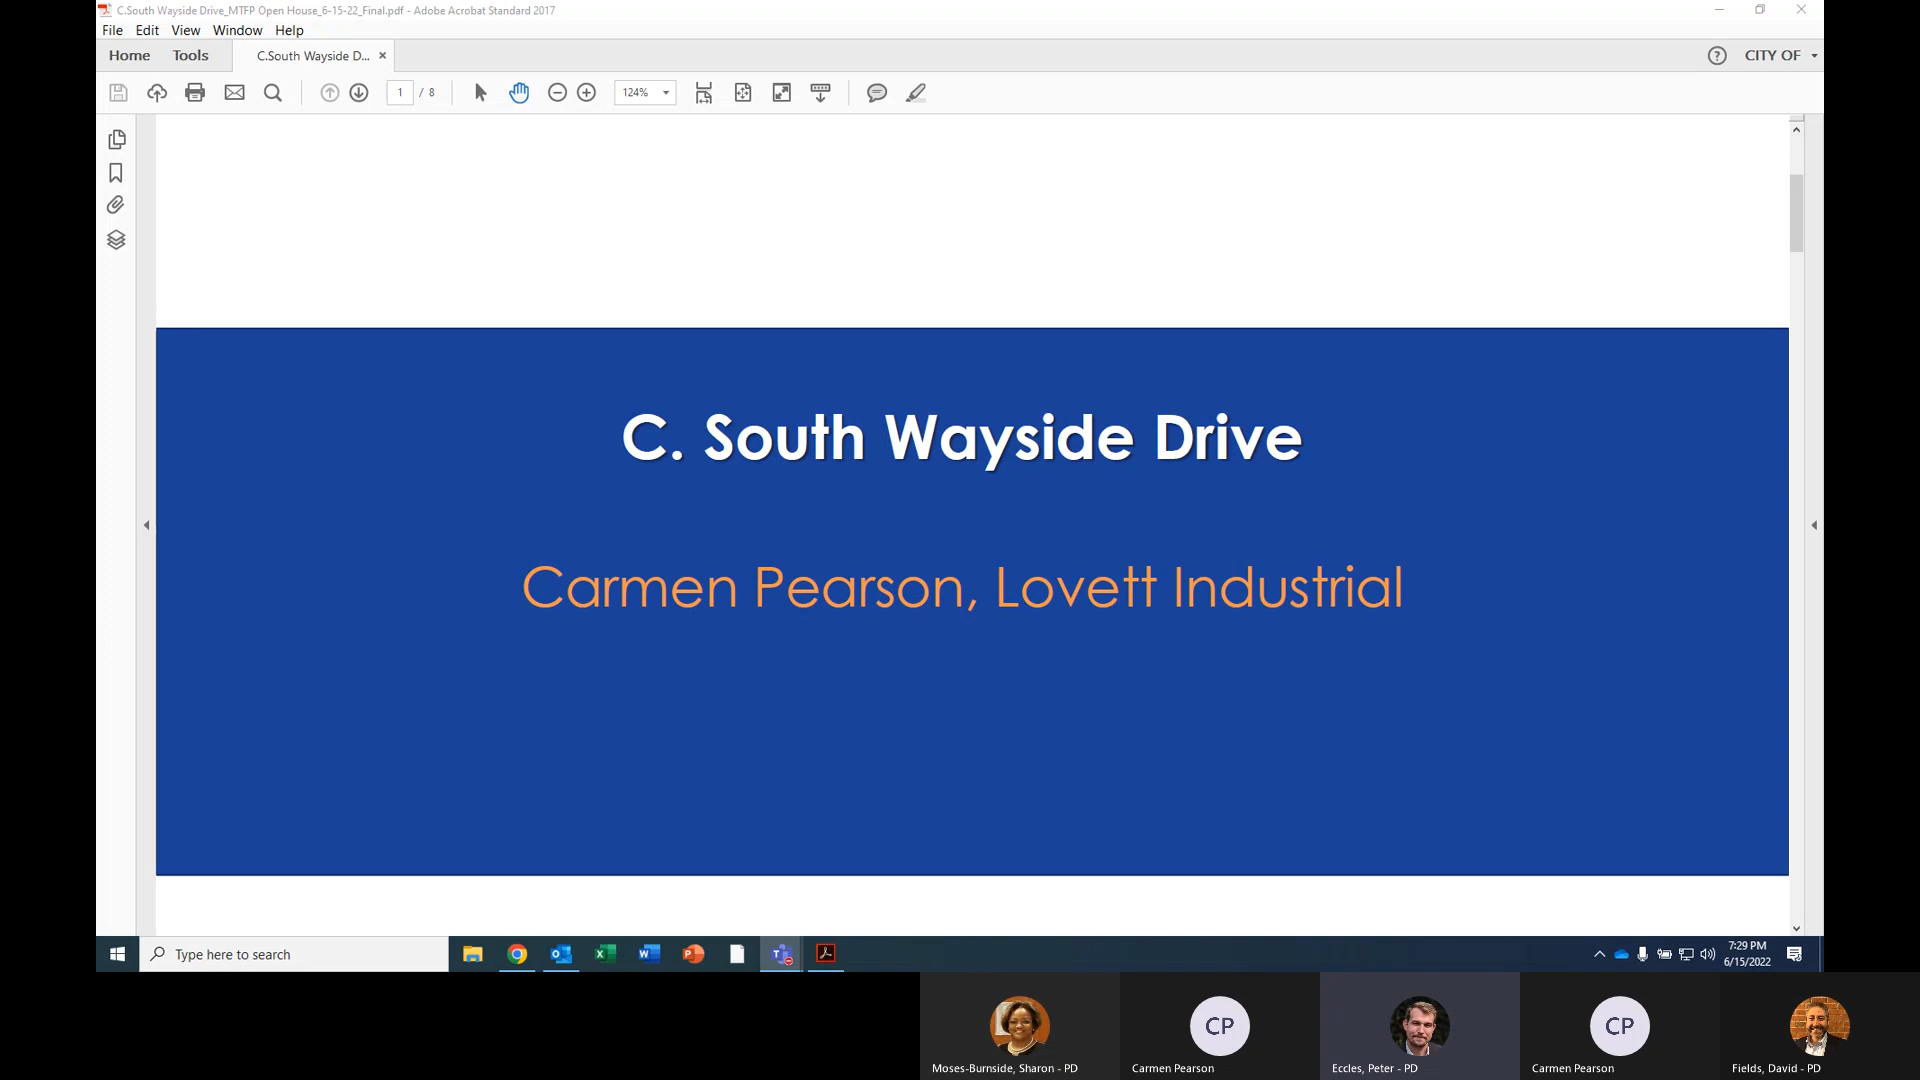 C.South Wayside Drive_MTFP Open House_6-15-22_Final.pdf - Adobe Acrobat Standard 2017
File Edit View Window Help
Home Tools C.South Wayside D... × CITY OF
1 / 8 124%
C. South Wayside Drive
Carmen Pearson, Lovett Industrial
Type here to search
7:29 PM
6/15/2022
CP CP
Moses-Burnside, Sharon - PD Carmen Pearson Eccles, Peter - PD Carmen Pearson Fields, David - PD